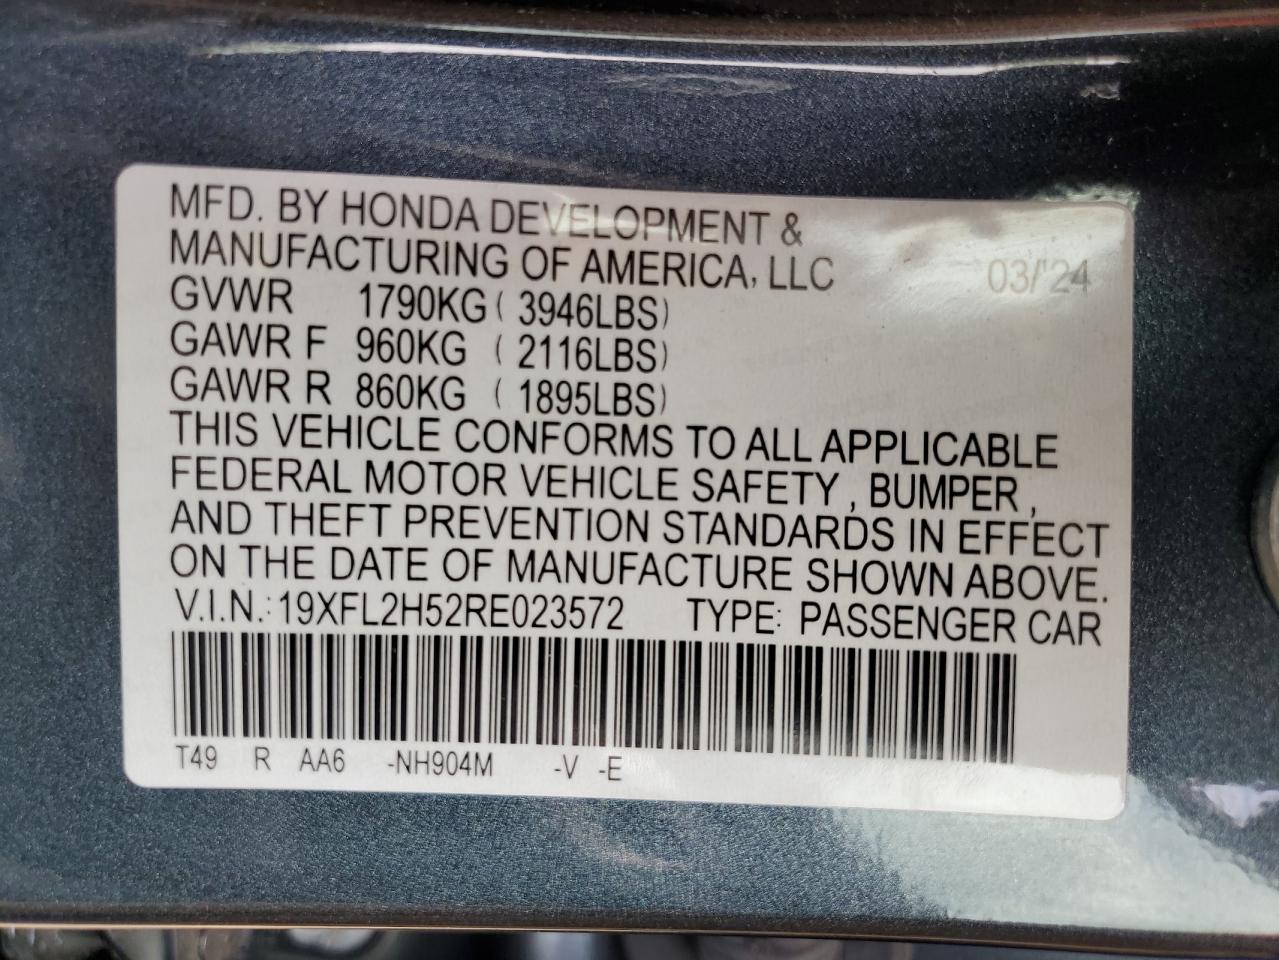 MFD. BY HONDA DEVELOPMENT &
MANUFACTURING OF AMERICA, LLC 03/'24
GVWR 1790KG ( 3946LBS)
GAWR F 960KG ( 2116LBS)
GAWR R 860KG ( 1895LBS)
THIS VEHICLE CONFORMS TO ALL APPLICABLE
FEDERAL MOTOR VEHICLE SAFETY , BUMPER ,
AND THEFT PREVENTION STANDARDS IN EFFECT
ON THE DATE OF MANUFACTURE SHOWN ABOVE.
V.I.N.: 19XFL2H52RE023572 TYPE: PASSENGER CAR
T49 R AA6 -NH904M -V -E